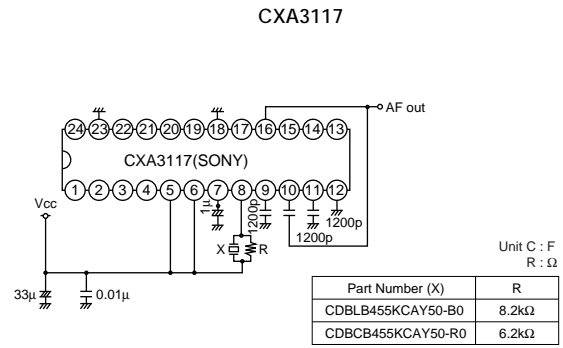 CXA3117
AF out
24 23 22 21 20 19 18 17 16 15 14 13
CXA3117(SONY)
1 2 3 4 5 6 7 8 9 10 11 12
Vcc
1μ
1200p
1200p
1200p
X
R
33μ
0.01μ
Unit C : F
R : Ω
Part Number (X) R
CDBLB455KCAY50-B0 8.2kΩ
CDBCB455KCAY50-R0 6.2kΩ